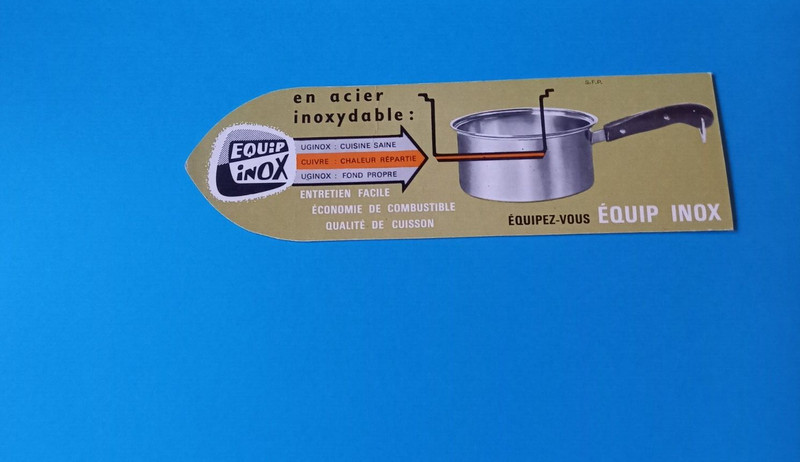 en acier
inoxydable :
EQUIP
INOX
UGINOX : CUISINE SAINE
CUIVRE : CHALEUR RÉPARTIE
UGINOX : FOND PROPRE
ENTRETIEN FACILE
ÉCONOMIE DE COMBUSTIBLE
QUALITÉ DE CUISSON
ÉQUIPEZ-VOUS ÉQUIP INOX